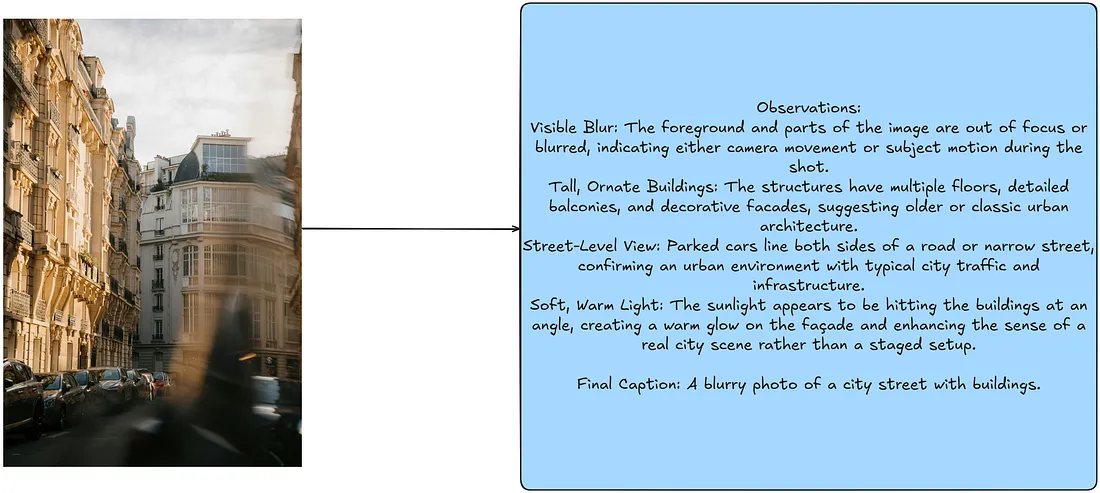 Observations:
Visible Blur: The foreground and parts of the image are out of focus or
blurred, indicating either camera movement or subject motion during the
shot.
Tall, Ornate Buildings: The structures have multiple floors, detailed
balconies, and decorative facades, suggesting older or classic urban
architecture.
Street-Level View: Parked cars line both sides of a road or narrow street,
confirming an urban environment with typical city traffic and
infrastructure.
Soft, Warm Light: The sunlight appears to be hitting the buildings at an
angle, creating a warm glow on the façade and enhancing the sense of a
real city scene rather than a staged setup.
Final Caption: A blurry photo of a city street with buildings.